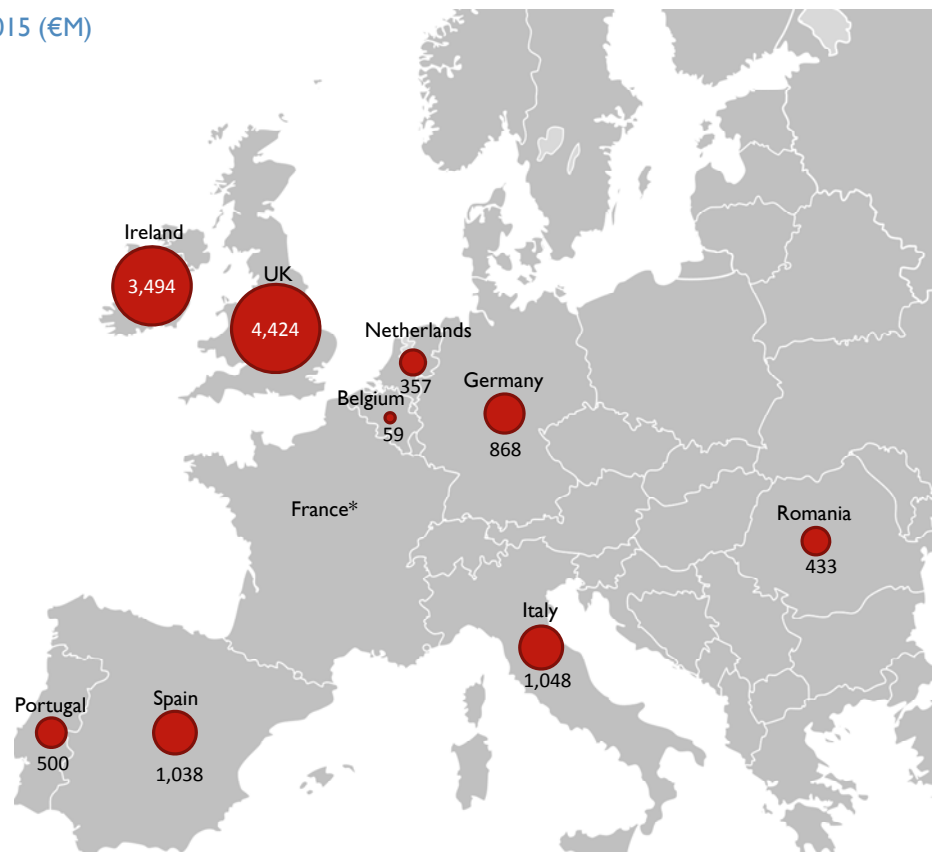 (€M)
Ireland
3,494
UK
4,424
Netherlands
357
Belgium
59
Germany
868
France*
Romania
433
Italy
1,048
Portugal
500
Spain
1,038